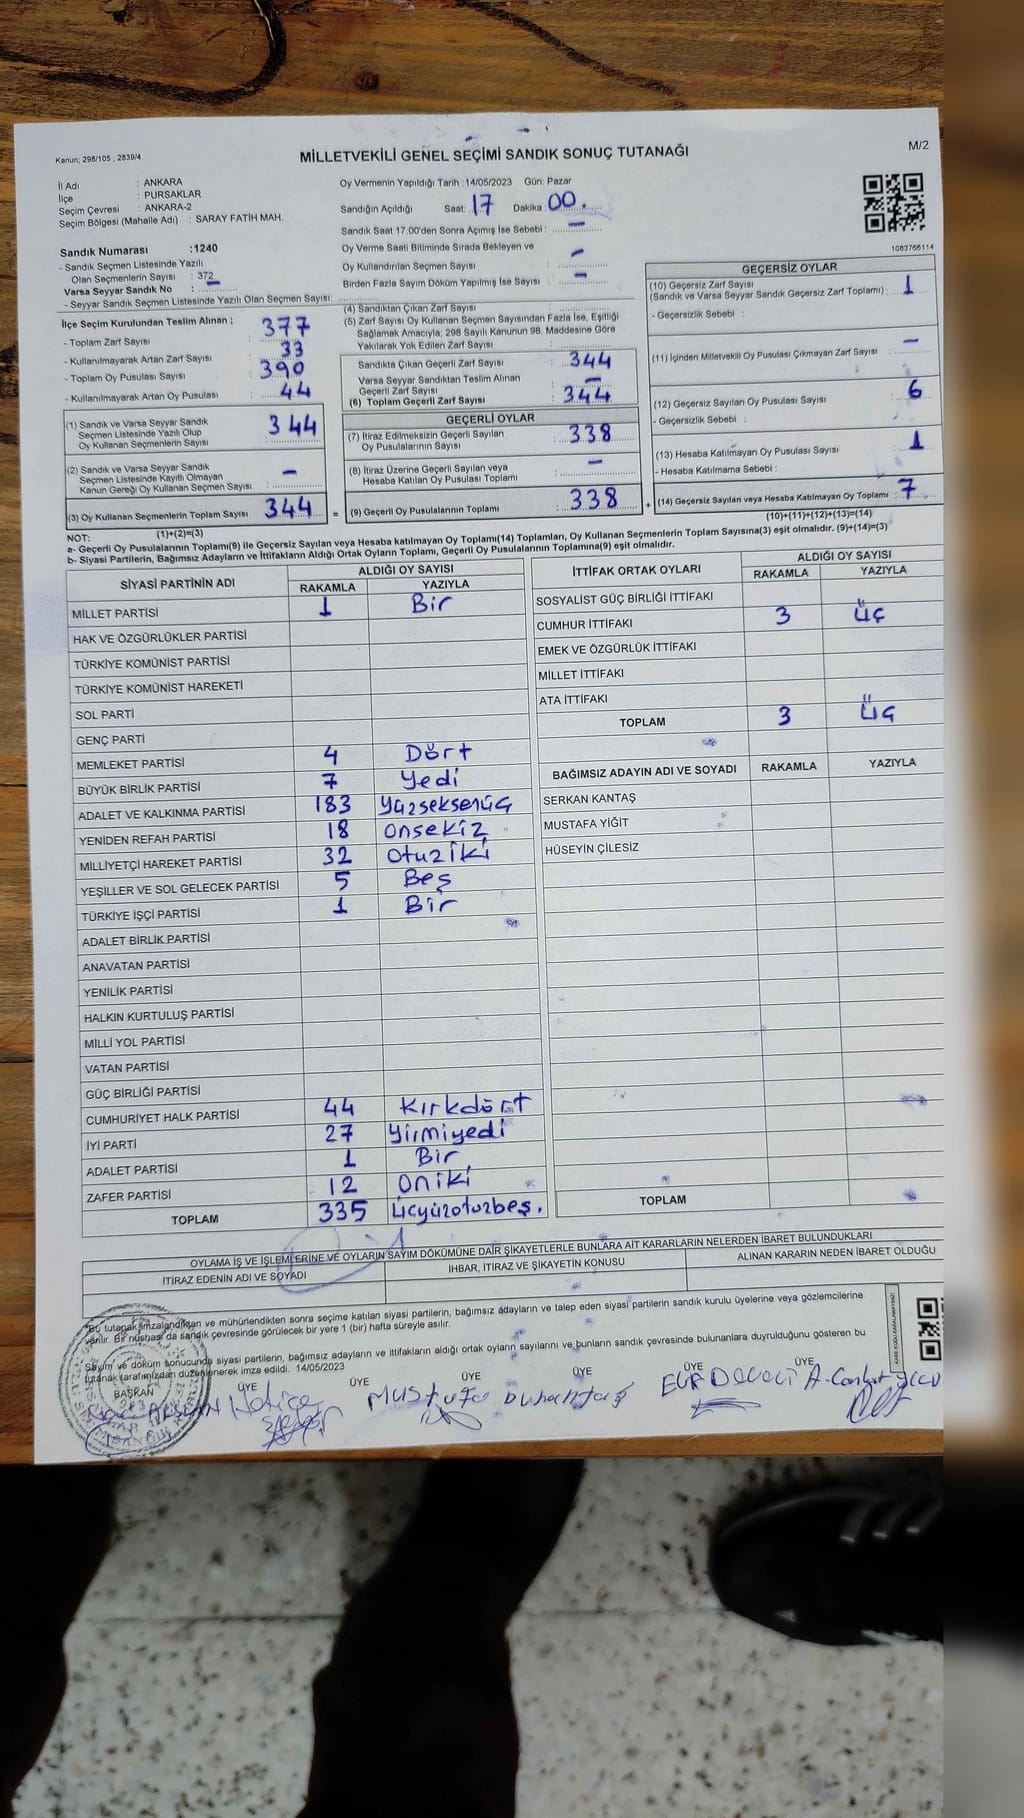 Kanun; 298/105 , 2839/4
MİLLETVEKİLİ GENEL SEÇİMİ SANDIK SONUÇ TUTANAĞI
M/2
İl Adı : ANKARA
İlçe : PURSAKLAR
Seçim Çevresi : ANKARA-2
Seçim Bölgesi (Mahalle Adı) : SARAY FATİH MAH.
Sandık Numarası :1240
- Sandık Seçmen Listesinde Yazılı
Olan Seçmenlerin Sayısı : 372
Varsa Seyyar Sandık No : –
- Seyyar Sandık Seçmen Listesinde Yazılı Olan Seçmen Sayısı:
Oy Vermenin Yapıldığı Tarih :14/05/2023 Gün: Pazar
Sandığın Açıldığı Saat: 17 Dakika: 00.
Sandık Saat 17:00'den Sonra Açımış İse Sebebi : –
Oy Verme Saati Bitiminde Sırada Bekleyen ve
Oy Kullandırılan Seçmen Sayısı : –
Birden Fazla Sayım Döküm Yapılmış İse Sayısı : –
1083766114
İlçe Seçim Kurulundan Teslim Alınan ;
- Toplam Zarf Sayısı : 377
- Kullanılmayarak Artan Zarf Sayısı : 33
- Toplam Oy Pusulası Sayısı : 390
- Kullanılmayarak Artan Oy Pusulası : 44
(1) Sandık ve Varsa Seyyar Sandık
Seçmen Listesinde Yazılı Olup
Oy Kullanan Seçmenlerin Sayısı : 344
(2) Sandık ve Varsa Seyyar Sandık
Seçmen Listesinde Kayıtlı Olmayan
Kanun Gereği Oy Kullanan Seçmen Sayısı : –
(3) Oy Kullanan Seçmenlerin Toplam Sayısı : 344
(1)+(2)=(3)
(4) Sandıktan Çıkan Zarf Sayısı :
(5) Zarf Sayısı Oy Kullanan Seçmen Sayısından Fazla İse, Eşitliği
Sağlamak Amacıyla, 298 Sayılı Kanunun 98. Maddesine Göre
Yakılarak Yok Edilen Zarf Sayısı :
Sandıkta Çıkan Geçerli Zarf Sayısı : 344
Varsa Seyyar Sandıktan Teslim Alınan
Geçerli Zarf Sayısı : –
(6) Toplam Geçerli Zarf Sayısı : 344
GEÇERLİ OYLAR
(7) İtiraz Edilmeksizin Geçerli Sayılan
Oy Pusulalarının Sayısı : 338
(8) İtiraz Üzerine Geçerli Sayılan veya
Hesaba Katılan Oy Pusulası Toplamı : –
= (9) Geçerli Oy Pusulalarının Toplamı : 338 +
GEÇERSİZ OYLAR
(10) Geçersiz Zarf Sayısı
(Sandık ve Varsa Seyyar Sandık Geçersiz Zarf Toplamı) : 1
- Geçersizlik Sebebi :
(11) İçinden Milletvekili Oy Pusulası Çıkmayan Zarf Sayısı : –
(12) Geçersiz Sayılan Oy Pusulası Sayısı : 6
- Geçersizlik Sebebi :
(13) Hesaba Katılmayan Oy Pusulası Sayısı : 1
- Hesaba Katılmama Sebebi :
(14) Geçersiz Sayılan veya Hesaba Katılmayan Oy Toplamı : 7
(10)+(11)+(12)+(13)=(14)
NOT:
a- Geçerli Oy Pusulalarının Toplamı(9) ile Geçersiz Sayılan veya Hesaba katılmayan Oy Toplamı(14) Toplamları, Oy Kullanan Seçmenlerin Toplam Sayısına(3) eşit olmalıdır. (9)+(14)=(3)
b- Siyasi Partilerin, Bağımsız Adayların ve İttifakların Aldığı Ortak Oyların Toplamı, Geçerli Oy Pusulalarının Toplamına(9) eşit olmalıdır.
SİYASİ PARTİNİN ADI ALDIĞI OY SAYISI
RAKAMLA YAZIYLA
MİLLET PARTİSİ 1 Bir
HAK VE ÖZGÜRLÜKLER PARTİSİ
TÜRKİYE KOMÜNİST PARTİSİ
TÜRKİYE KOMÜNİST HAREKETİ
SOL PARTİ
GENÇ PARTİ
MEMLEKET PARTİSİ 4 Dört
BÜYÜK BİRLİK PARTİSİ 7 Yedi
ADALET VE KALKINMA PARTİSİ 183 Yüzseksenüç
YENİDEN REFAH PARTİSİ 18 Onsekiz
MİLLİYETÇİ HAREKET PARTİSİ 32 Otuziki
YEŞİLLER VE SOL GELECEK PARTİSİ 5 Beş
TÜRKİYE İŞÇİ PARTİSİ 1 Bir
ADALET BİRLİK PARTİSİ
ANAVATAN PARTİSİ
YENİLİK PARTİSİ
HALKIN KURTULUŞ PARTİSİ
MİLLİ YOL PARTİSİ
VATAN PARTİSİ
GÜÇ BİRLİĞİ PARTİSİ
CUMHURİYET HALK PARTİSİ 44 Kırkdört
İYİ PARTİ 27 Yirmiyedi
ADALET PARTİSİ 1 Bir
ZAFER PARTİSİ 12 Oniki
TOPLAM 335 Üçyüzotuzbeş.
İTTİFAK ORTAK OYLARI ALDIĞI OY SAYISI
RAKAMLA YAZIYLA
SOSYALİST GÜÇ BİRLİĞİ İTTİFAKI
CUMHUR İTTİFAKI 3 Üç
EMEK VE ÖZGÜRLÜK İTTİFAKI
MİLLET İTTİFAKI
ATA İTTİFAKI
TOPLAM 3 Üç
BAĞIMSIZ ADAYIN ADI VE SOYADI RAKAMLA YAZIYLA
SERKAN KANTAŞ
MUSTAFA YİĞİT
HÜSEYİN ÇİLESİZ
TOPLAM
OYLAMA İŞ VE İŞLEMLERİNE VE OYLARIN SAYIM DÖKÜMÜNE DAİR ŞİKAYETLERLE BUNLARA AİT KARARLARIN NELERDEN İBARET BULUNDUKLARI
İTİRAZ EDENİN ADI VE SOYADI İHBAR, İTİRAZ VE ŞİKAYETİN KONUSU ALINAN KARARIN NEDEN İBARET OLDUĞU
Bu tutanak imzalandıktan ve mühürlendikten sonra seçime katılan siyasi partilerin, bağımsız adayların ve talep eden siyasi partilerin sandık kurulu üyelerine veya gözlemcilerine
verilir. Bir nüshası da sandık çevresinde görülecek bir yere 1 (bir) hafta süreyle asılır.
Sayım ve döküm sonucunda siyasi partilerin, bağımsız adayların ve ittifakların aldığı ortak oyların sayılarını ve bunların sandık çevresinde bulunanlara duyrulduğunu gösteren bu
tutanak tarafımızdan düzenlenerek imza edildi. 14/05/2023
BAŞKAN ÜYE ÜYE ÜYE ÜYE ÜYE ÜYE
Hatice Mustafa